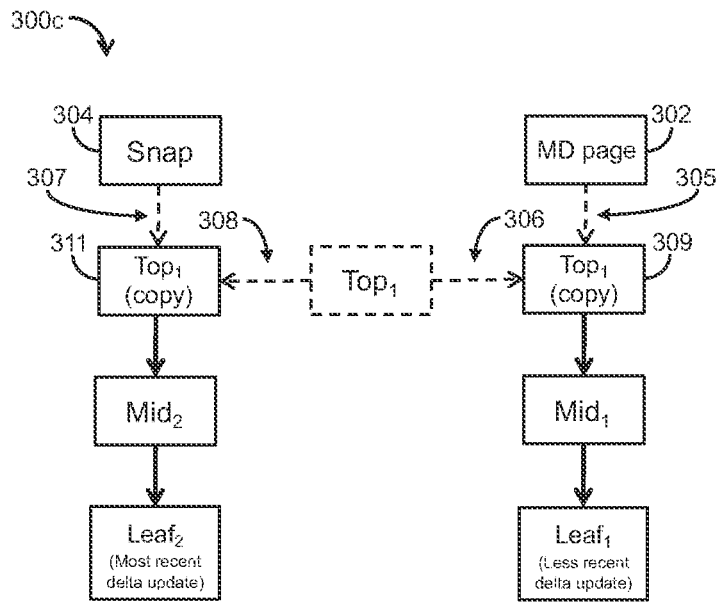 300c
304
Snap
302
MD page
307
305
308
306
311
Top₁
(copy)
Top₁
309
Top₁
(copy)
Mid₂
Mid₁
Leaf₂
(Most recent
delta update)
Leaf₁
(Less recent
delta update)